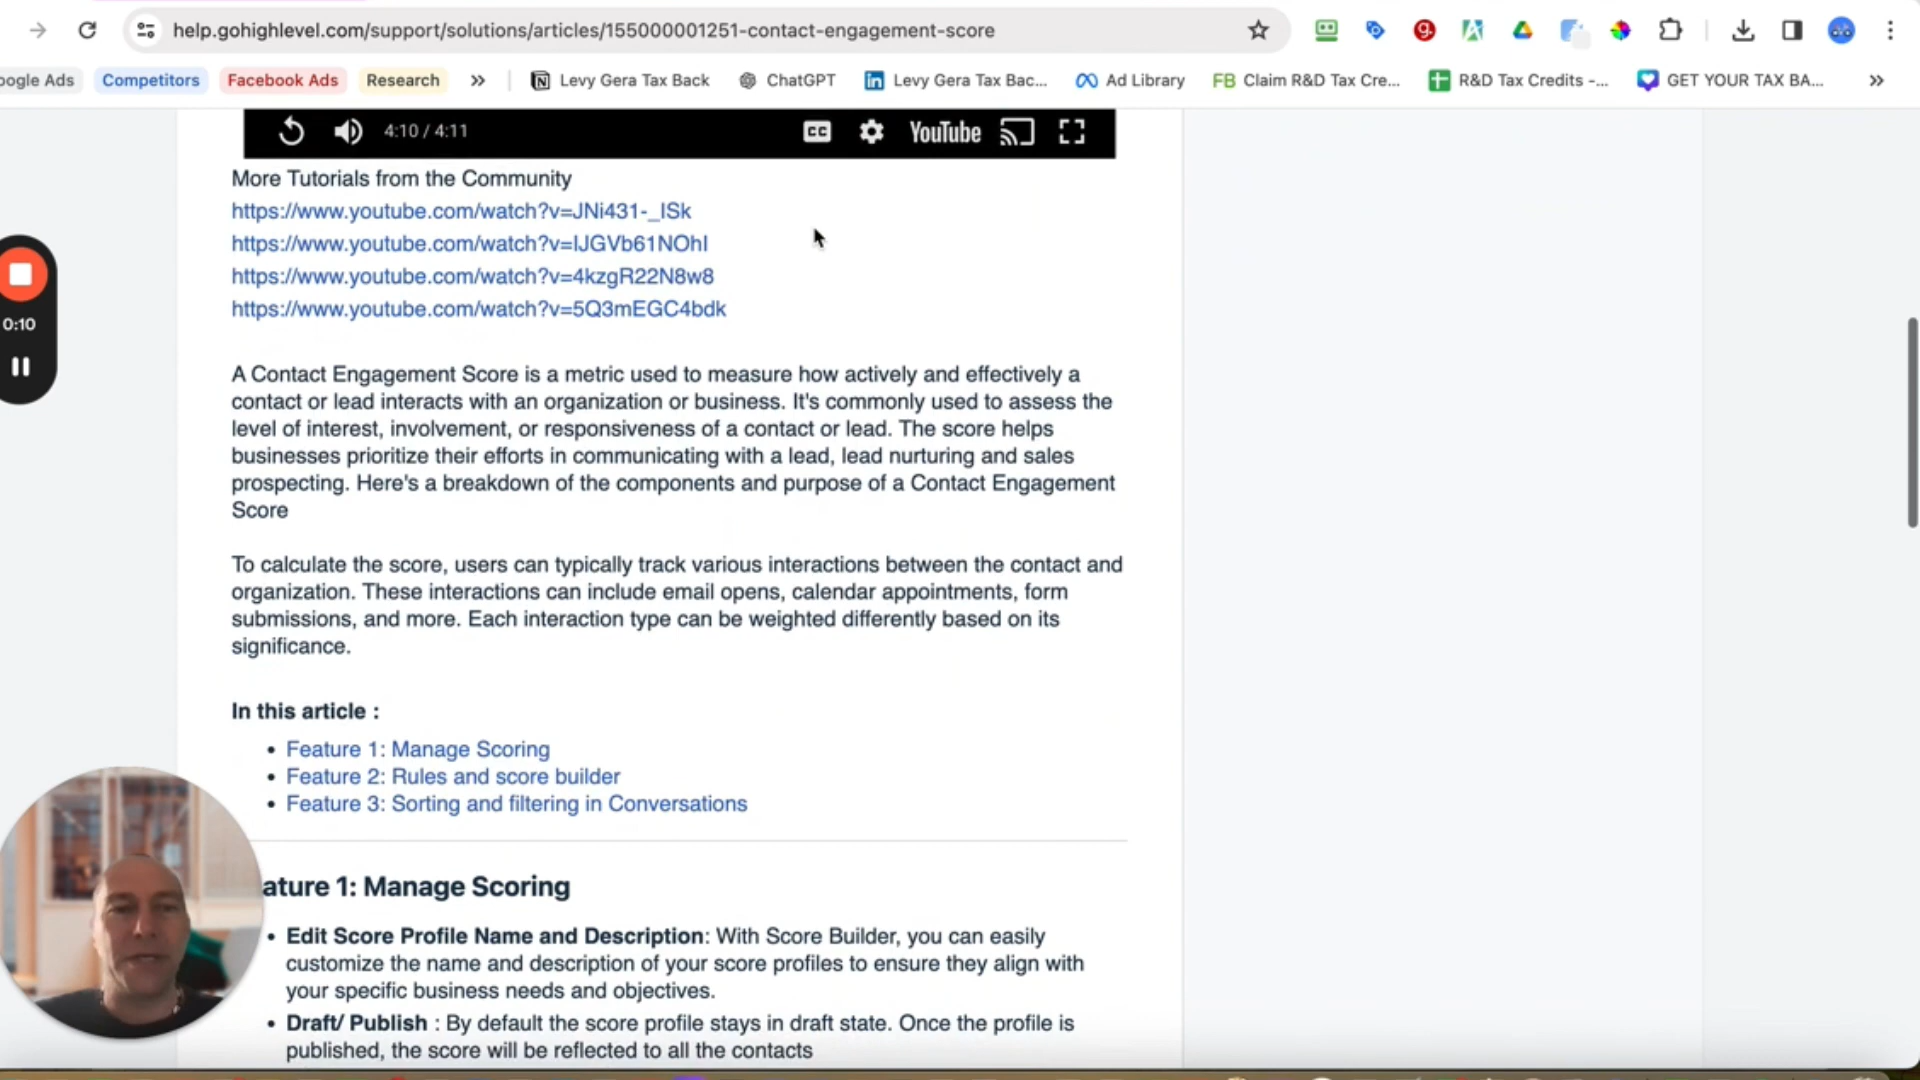 help.gohighlevel.com/support/solutions/articles/155000001251-contact-engagement-score
oogle Ads Competitors Facebook Ads Research » Levy Gera Tax Back ChatGPT Levy Gera Tax Bac... Ad Library FB Claim R&D Tax Cre... R&D Tax Credits -... GET YOUR TAX BA... »
4:10 / 4:11 CC YouTube
More Tutorials from the Community
https://www.youtube.com/watch?v=JNi431-_ISk
https://www.youtube.com/watch?v=IJGVb61NOhI
https://www.youtube.com/watch?v=4kzgR22N8w8
https://www.youtube.com/watch?v=5Q3mEGC4bdk
0:10
A Contact Engagement Score is a metric used to measure how actively and effectively a
contact or lead interacts with an organization or business. It's commonly used to assess the
level of interest, involvement, or responsiveness of a contact or lead. The score helps
businesses prioritize their efforts in communicating with a lead, lead nurturing and sales
prospecting. Here's a breakdown of the components and purpose of a Contact Engagement
Score
To calculate the score, users can typically track various interactions between the contact and
organization. These interactions can include email opens, calendar appointments, form
submissions, and more. Each interaction type can be weighted differently based on its
significance.
In this article :
• Feature 1: Manage Scoring
• Feature 2: Rules and score builder
• Feature 3: Sorting and filtering in Conversations
ature 1: Manage Scoring
• Edit Score Profile Name and Description: With Score Builder, you can easily
customize the name and description of your score profiles to ensure they align with
your specific business needs and objectives.
• Draft/ Publish : By default the score profile stays in draft state. Once the profile is
published, the score will be reflected to all the contacts